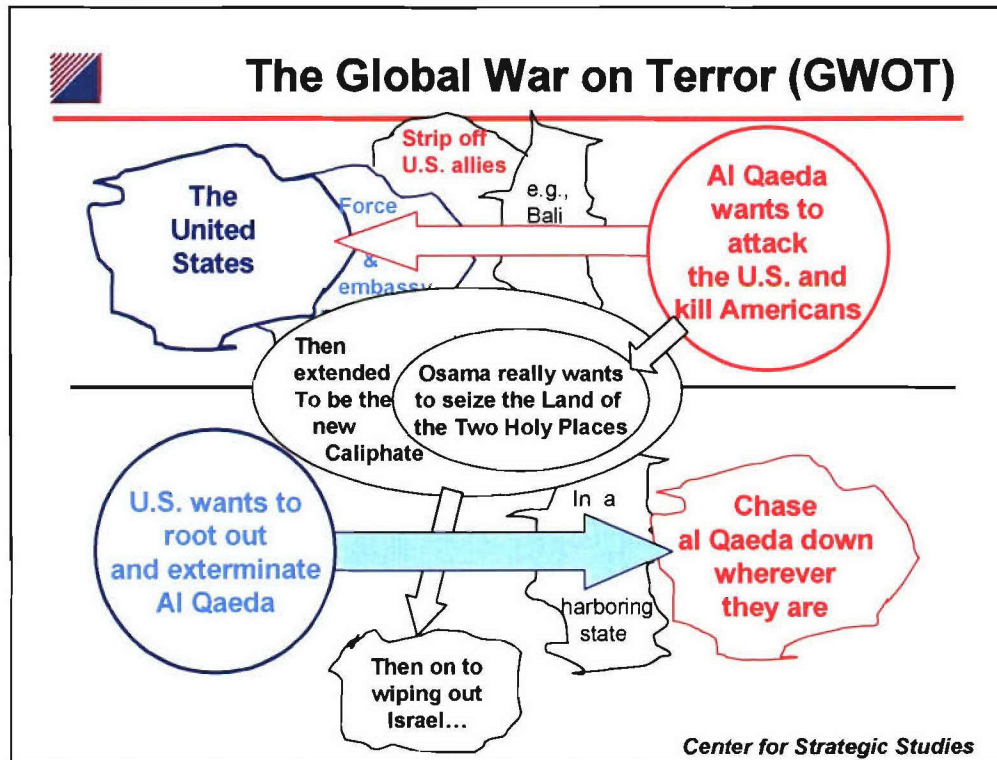 The Global War on Terror (GWOT)
Strip off
U.S. allies
The
United
States
Force
&
embassy
e.g.,
Bali
Al Qaeda
wants to
attack
the U.S. and
kill Americans
Then
extended
To be the
new
Caliphate
Osama really wants
to seize the Land of
the Two Holy Places
U.S. wants to
root out
and exterminate
Al Qaeda
In a
harboring
state
Chase
al Qaeda down
wherever
they are
Then on to
wiping out
Israel...
Center for Strategic Studies